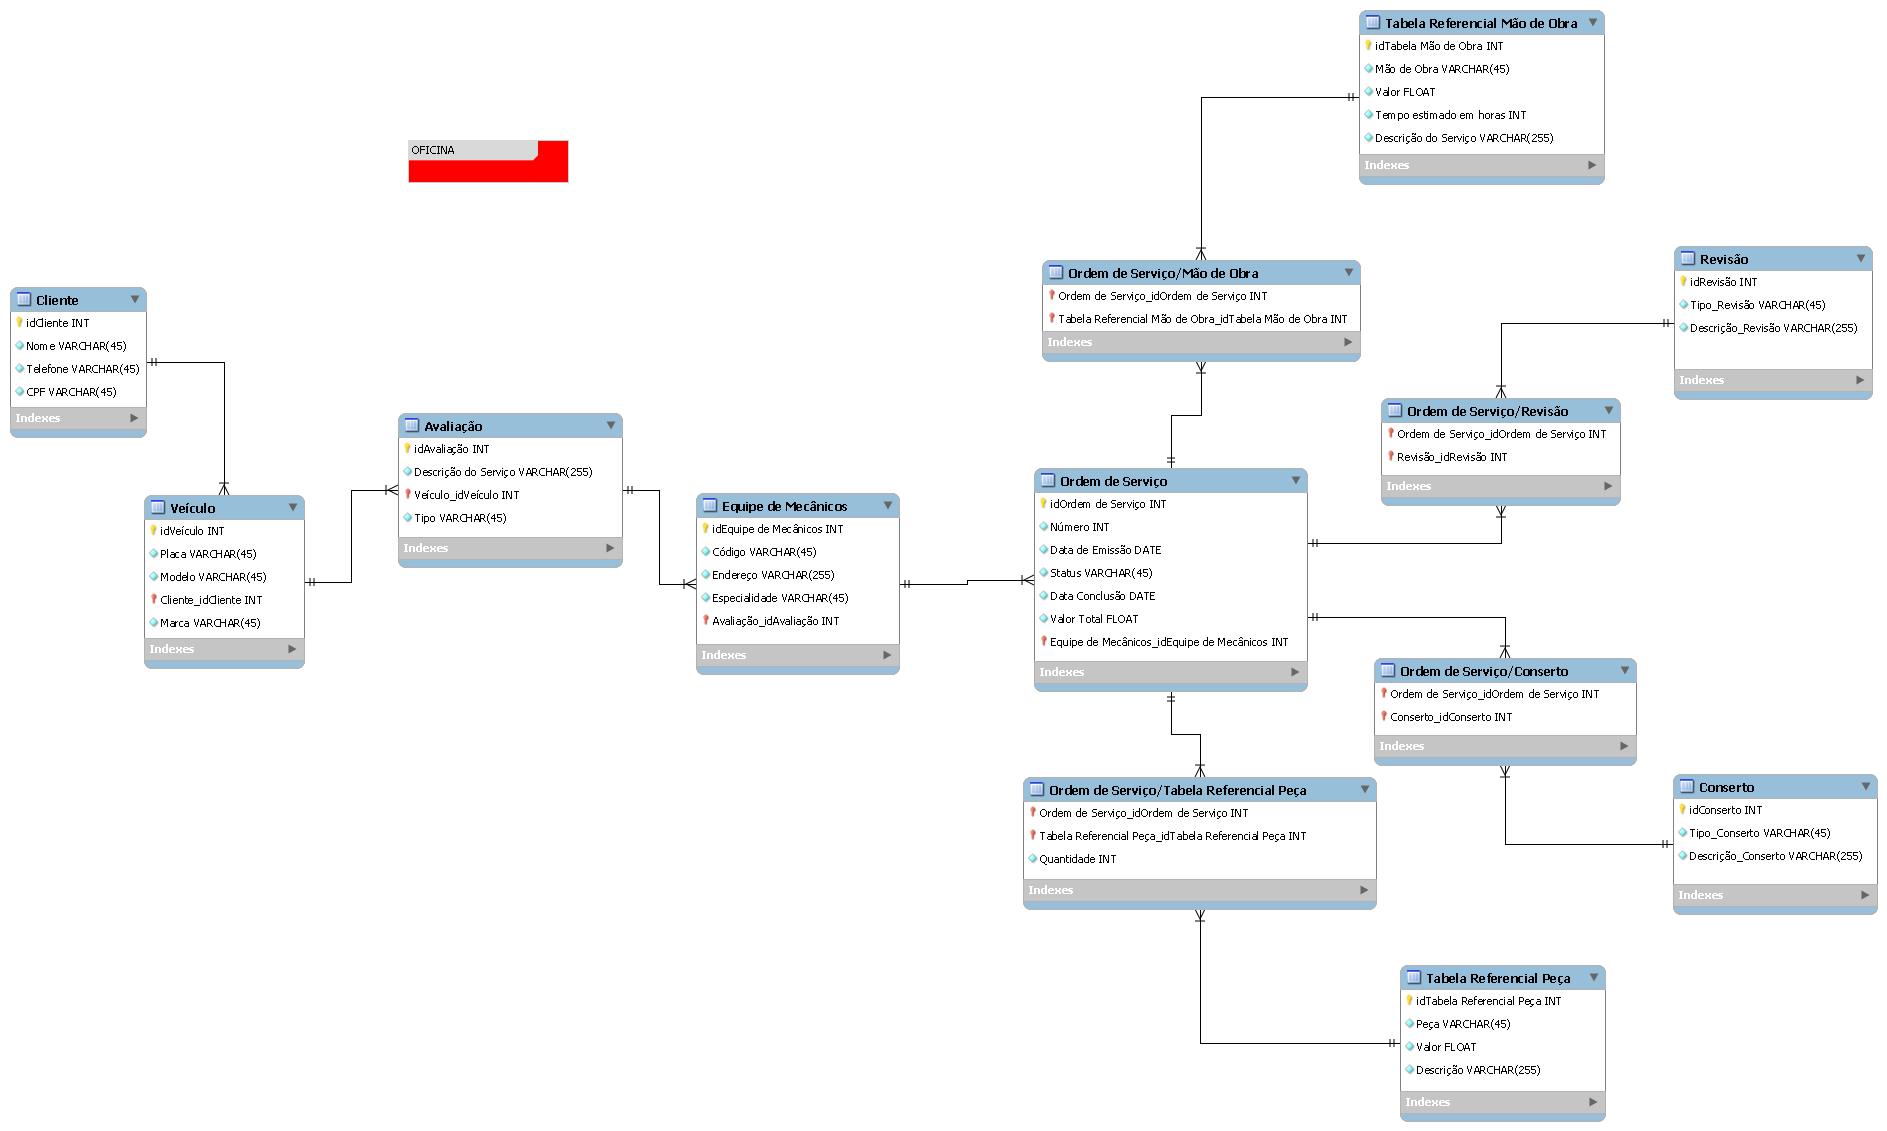 OFICINA
Cliente
idCliente INT
Nome VARCHAR(45)
Telefone VARCHAR(45)
CPF VARCHAR(45)
Indexes
Veículo
idVeículo INT
Placa VARCHAR(45)
Modelo VARCHAR(45)
Cliente_idCliente INT
Marca VARCHAR(45)
Indexes
Avaliação
idAvaliação INT
Descrição do Serviço VARCHAR(255)
Veículo_idVeículo INT
Tipo VARCHAR(45)
Indexes
Equipe de Mecânicos
idEquipe de Mecânicos INT
Código VARCHAR(45)
Endereço VARCHAR(255)
Especialidade VARCHAR(45)
Avaliação_idAvaliação INT
Indexes
Tabela Referencial Mão de Obra
idTabela Mão de Obra INT
Mão de Obra VARCHAR(45)
Valor FLOAT
Tempo estimado em horas INT
Descrição do Serviço VARCHAR(255)
Indexes
Ordem de Serviço/Mão de Obra
Ordem de Serviço_idOrdem de Serviço INT
Tabela Referencial Mão de Obra_idTabela Mão de Obra INT
Indexes
Ordem de Serviço
idOrdem de Serviço INT
Número INT
Data de Emissão DATE
Status VARCHAR(45)
Data Conclusão DATE
Valor Total FLOAT
Equipe de Mecânicos_idEquipe de Mecânicos INT
Indexes
Revisão
idRevisão INT
Tipo_Revisão VARCHAR(45)
Descrição_Revisão VARCHAR(255)
Indexes
Ordem de Serviço/Revisão
Ordem de Serviço_idOrdem de Serviço INT
Revisão_idRevisão INT
Indexes
Ordem de Serviço/Conserto
Ordem de Serviço_idOrdem de Serviço INT
Conserto_idConserto INT
Indexes
Conserto
idConserto INT
Tipo_Conserto VARCHAR(45)
Descrição_Conserto VARCHAR(255)
Indexes
Ordem de Serviço/Tabela Referencial Peça
Ordem de Serviço_idOrdem de Serviço INT
Tabela Referencial Peça_idTabela Referencial Peça INT
Quantidade INT
Indexes
Tabela Referencial Peça
idTabela Referencial Peça INT
Peça VARCHAR(45)
Valor FLOAT
Descrição VARCHAR(255)
Indexes